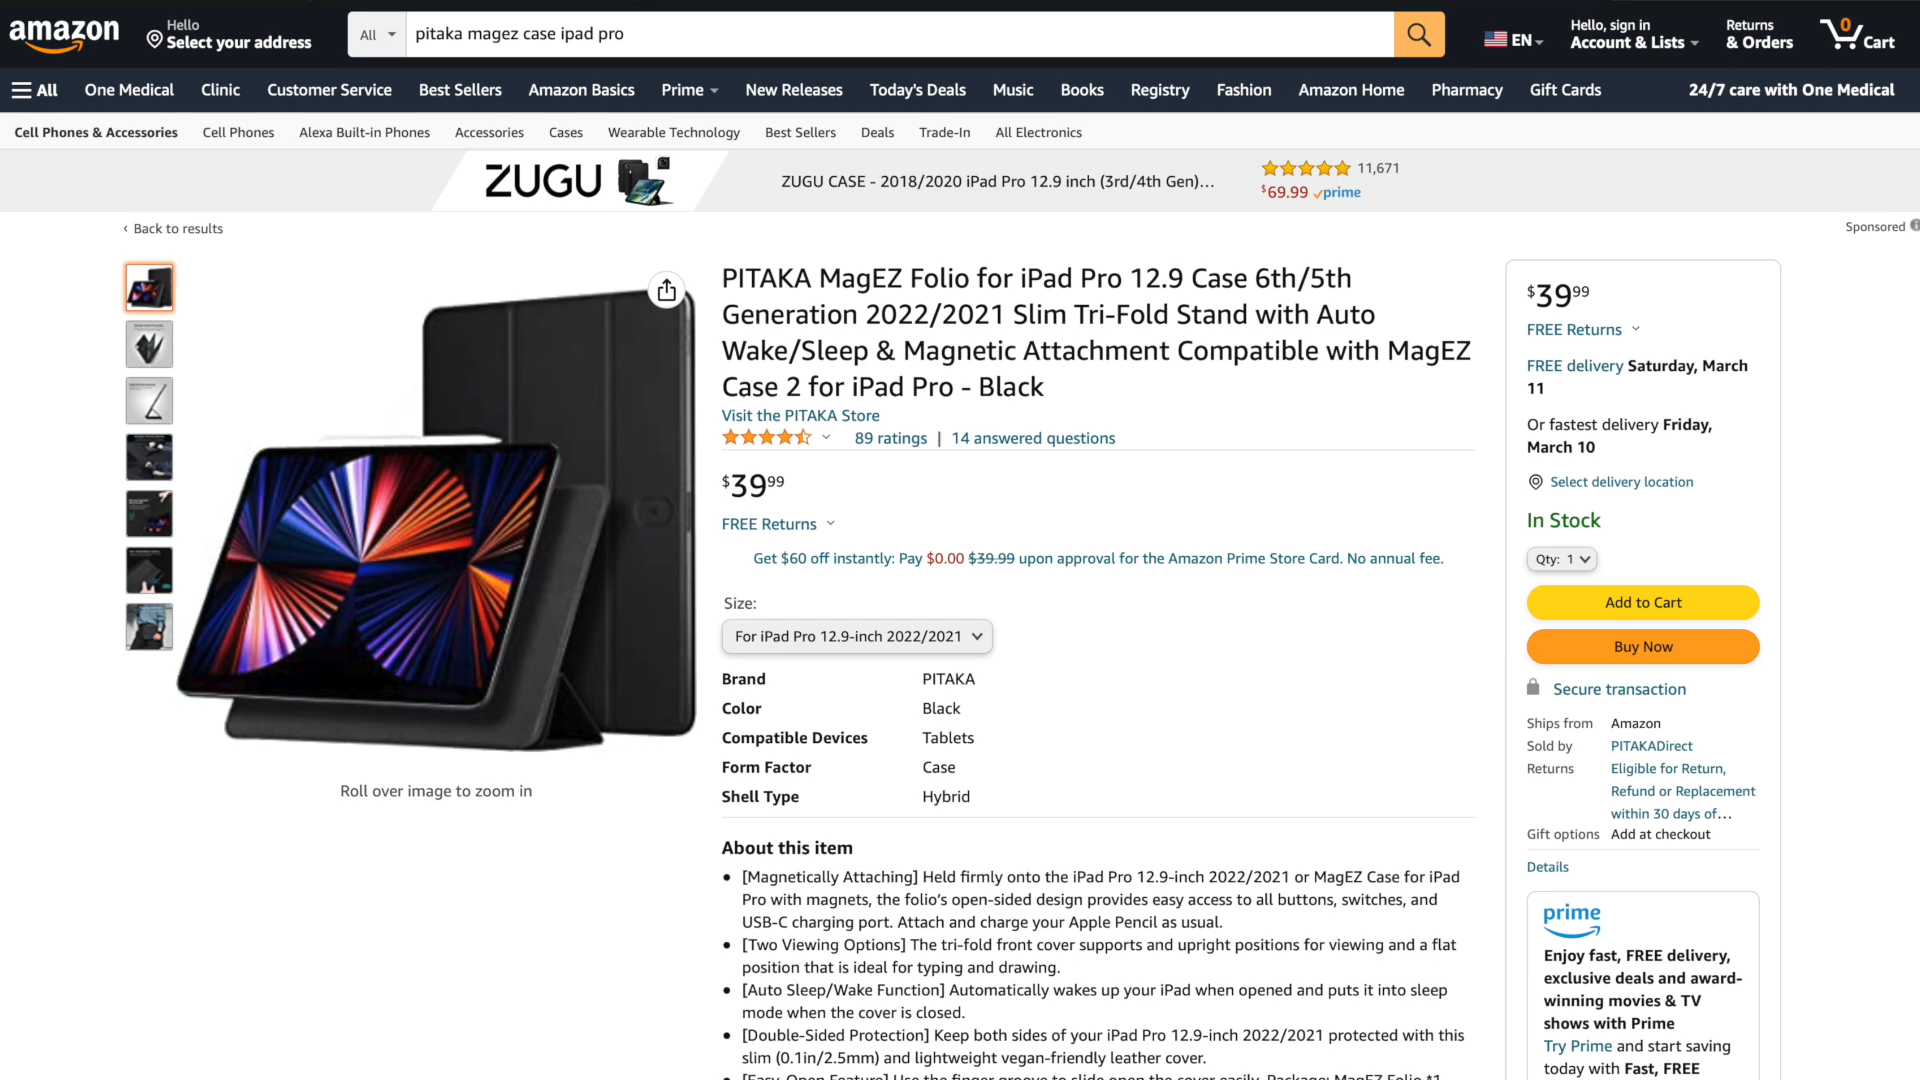 amazon
Hello
Select your address
All
pitaka magez case ipad pro
EN
Hello, sign in
Account & Lists
Returns
& Orders
0
Cart
All
One Medical
Clinic
Customer Service
Best Sellers
Amazon Basics
Prime
New Releases
Today's Deals
Music
Books
Registry
Fashion
Amazon Home
Pharmacy
Gift Cards
24/7 care with One Medical
Cell Phones & Accessories
Cell Phones
Alexa Built-in Phones
Accessories
Cases
Wearable Technology
Best Sellers
Deals
Trade-In
All Electronics
ZUGU
ZUGU CASE - 2018/2020 iPad Pro 12.9 inch (3rd/4th Gen)…
11,671
$69.99 prime
‹ Back to results
Sponsored
PITAKA MagEZ Folio for iPad Pro 12.9 Case 6th/5th
Generation 2022/2021 Slim Tri-Fold Stand with Auto
Wake/Sleep & Magnetic Attachment Compatible with MagEZ
Case 2 for iPad Pro - Black
Visit the PITAKA Store
89 ratings | 14 answered questions
$3999
FREE Returns
Get $60 off instantly: Pay $0.00 $39.99 upon approval for the Amazon Prime Store Card. No annual fee.
Size:
For iPad Pro 12.9-inch 2022/2021
Brand PITAKA
Color Black
Compatible Devices Tablets
Form Factor Case
Shell Type Hybrid
Roll over image to zoom in
About this item
• [Magnetically Attaching] Held firmly onto the iPad Pro 12.9-inch 2022/2021 or MagEZ Case for iPad
Pro with magnets, the folio’s open-sided design provides easy access to all buttons, switches, and
USB-C charging port. Attach and charge your Apple Pencil as usual.
• [Two Viewing Options] The tri-fold front cover supports and upright positions for viewing and a flat
position that is ideal for typing and drawing.
• [Auto Sleep/Wake Function] Automatically wakes up your iPad when opened and puts it into sleep
mode when the cover is closed.
• [Double-Sided Protection] Keep both sides of your iPad Pro 12.9-inch 2022/2021 protected with this
slim (0.1in/2.5mm) and lightweight vegan-friendly leather cover.
• [Easy-Open Feature] Use the finger groove to slide open the cover easily. Package: MagEZ Folio *1
$3999
FREE Returns
FREE delivery Saturday, March
11
Or fastest delivery Friday,
March 10
Select delivery location
In Stock
Qty: 1
Add to Cart
Buy Now
Secure transaction
Ships from Amazon
Sold by PITAKADirect
Returns Eligible for Return,
Refund or Replacement
within 30 days of…
Gift options Add at checkout
Details
prime
Enjoy fast, FREE delivery,
exclusive deals and award-
winning movies & TV
shows with Prime
Try Prime and start saving
today with Fast, FREE